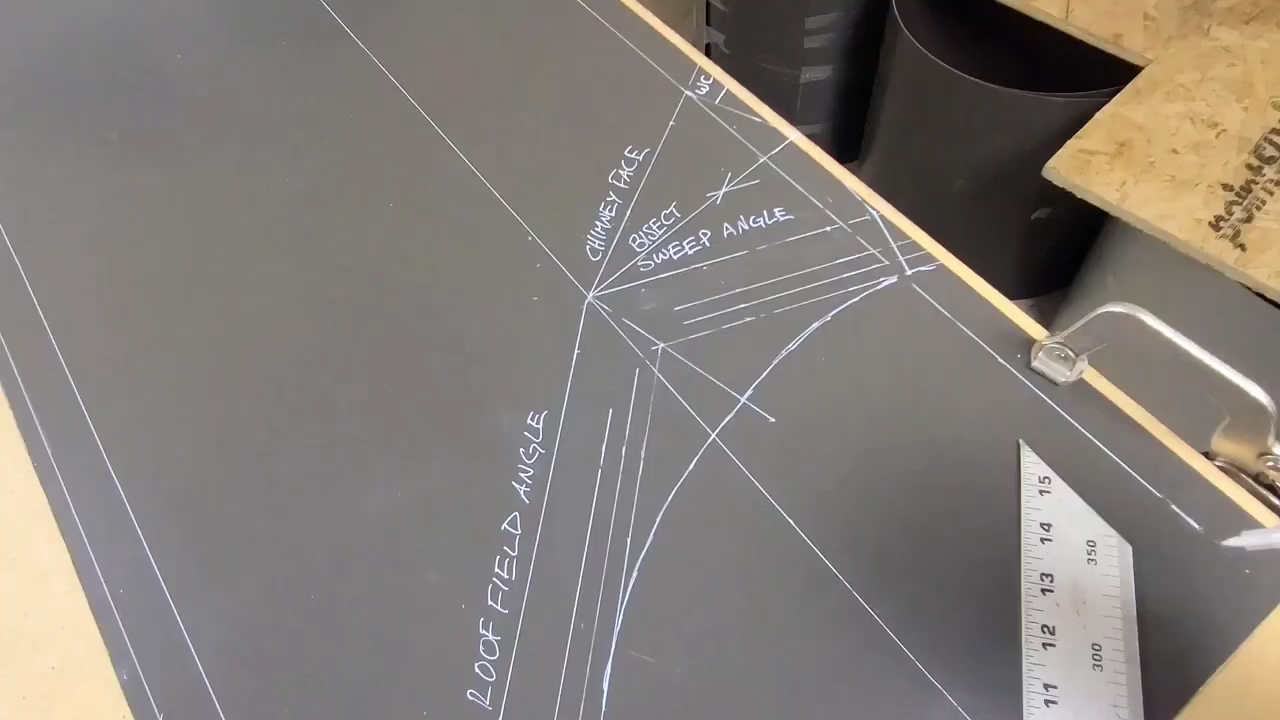 WC
CHIMNEY FACE
BISECT
SWEEP ANGLE
ROOF FIELD ANGLE
15
14
13
12
11
350
300